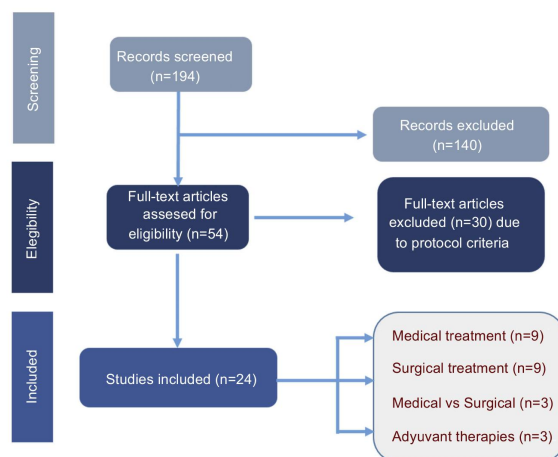 Screening
Records screened
(n=194)
Records excluded
(n=140)
Elegibility
Full-text articles
assesed for
eligibility (n=54)
Full-text articles
excluded (n=30) due
to protocol criteria
Included
Studies included (n=24)
Medical treatment (n=9)
Surgical treatment (n=9)
Medical vs Surgical (n=3)
Adyuvant therapies (n=3)